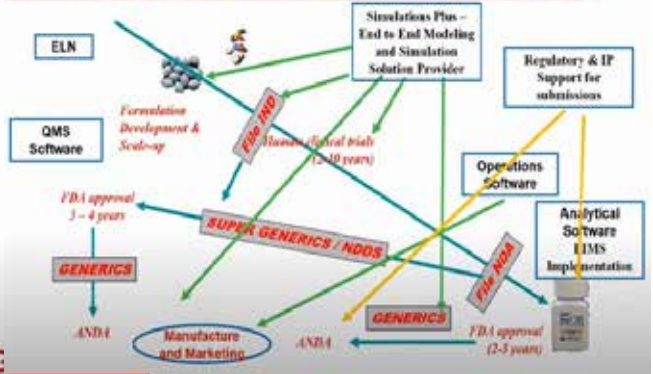 ELN
Simulations Plus –
End to End Modeling
and Simulation
Solution Provider
Regulatory & IP
Support for
submissions
QMS
Software
Formulation
Development &
Scale-up
File IND
Human clinical trials
(2-10 years)
Operations
Software
FDA approval
3 – 4 years
SUPER GENERICS / NDDS
Analytical
Software
LIMS
Implementation
File NDA
GENERICS
GENERICS
ANDA
Manufacture
and Marketing
ANDA
FDA approval
(2-3 years)